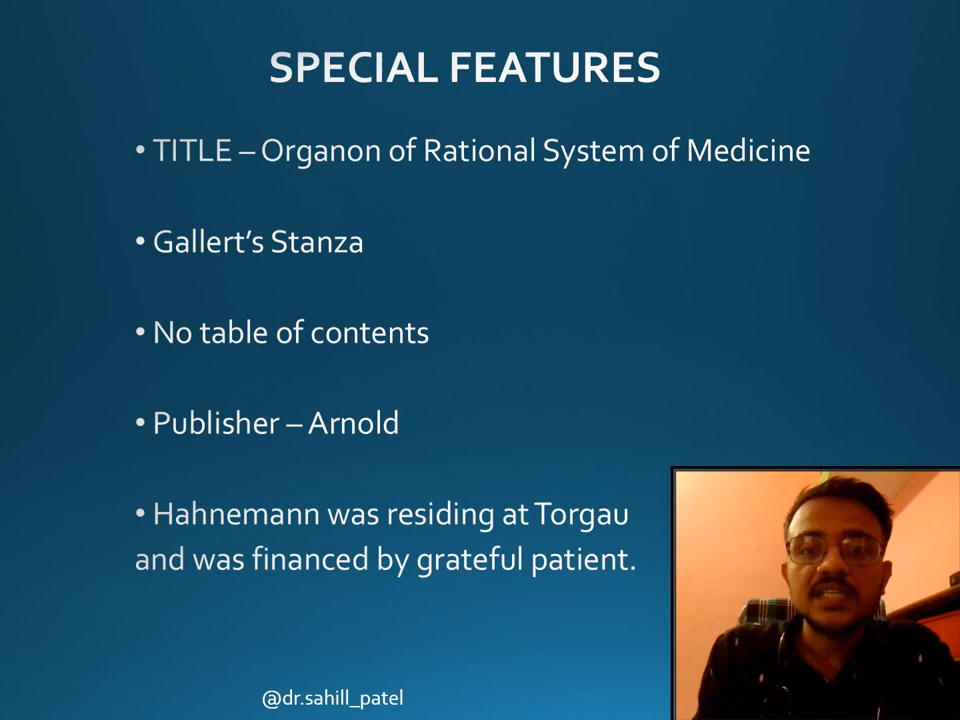 SPECIAL FEATURES
• TITLE – Organon of Rational System of Medicine
• Gallert’s Stanza
• No table of contents
• Publisher – Arnold
• Hahnemann was residing at Torgau
and was financed by grateful patient.
@dr.sahill_patel